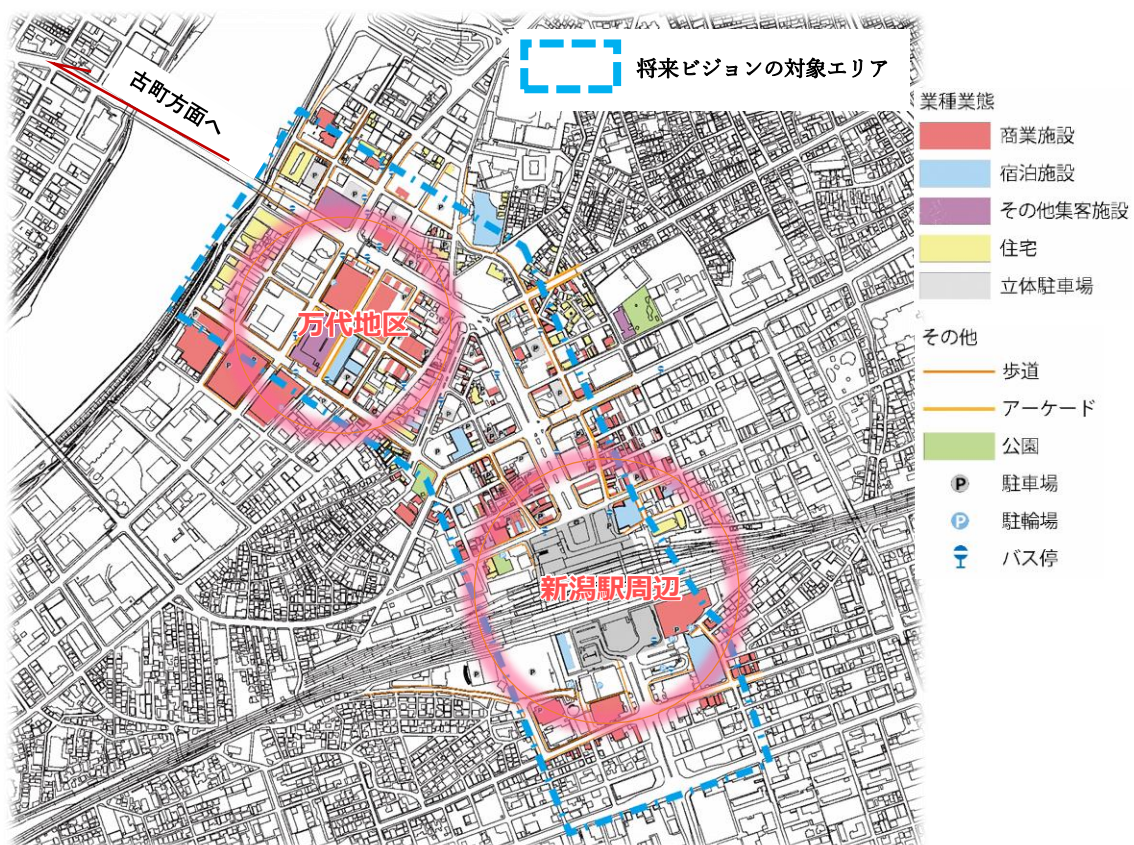 将来ビジョンの対象エリア
古町方面へ
万代地区
新潟駅周辺
業種業態
商業施設
宿泊施設
その他集客施設
住宅
立体駐車場
その他
歩道
アーケード
公園
P 駐車場
P 駐輪場
バス停